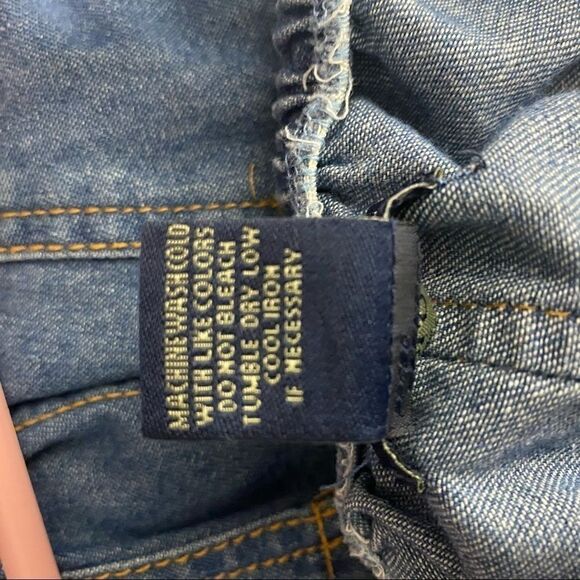 MACHINE WASH COLD
WITH LIKE COLORS
DO NOT BLEACH
TUMBLE DRY LOW
COOL IRON
IF NECESSARY